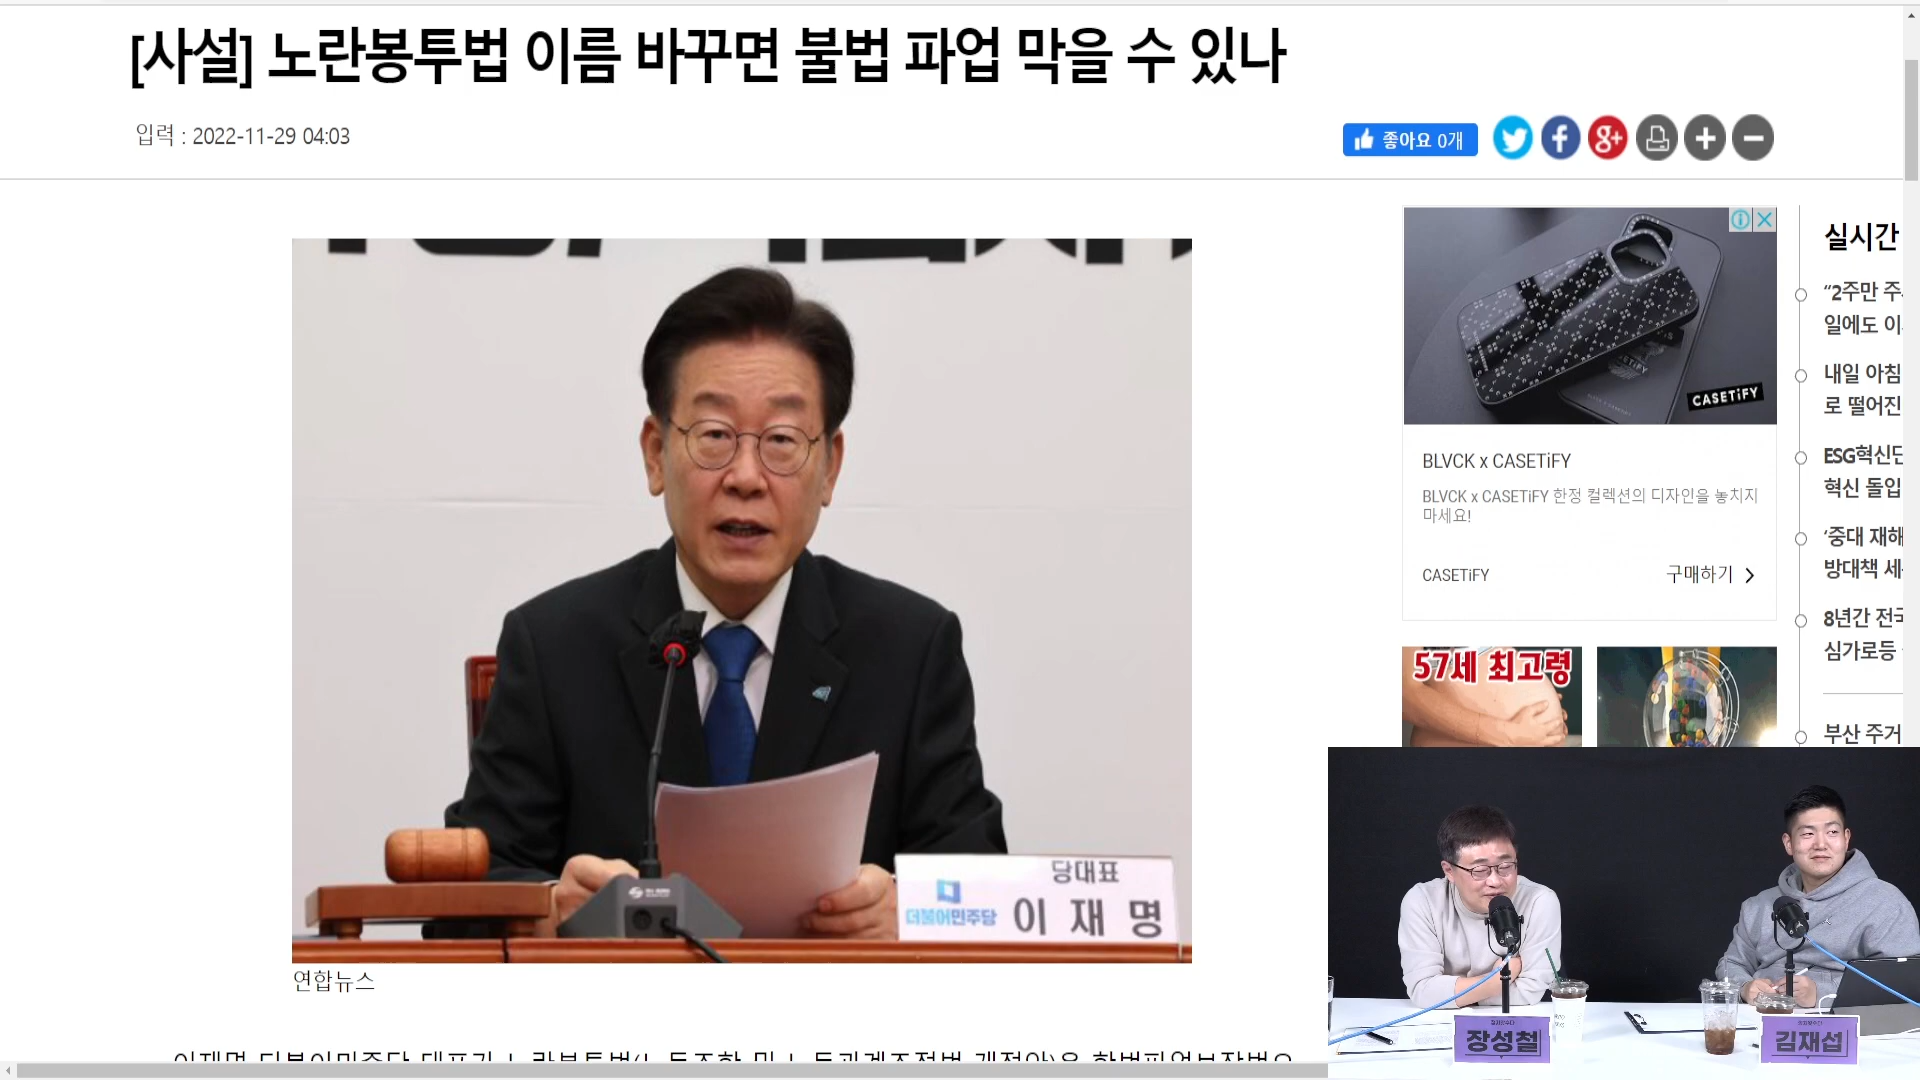 [사설] 노란봉투법 이름 바꾸면 불법 파업 막을 수 있나
입력 : 2022-11-29 04:03
좋아요 0개
당대표
더불어민주당 이재명
연합뉴스
CASETiFY
BLVCK x CASETiFY
BLVCK x CASETiFY 한정 컬렉션의 디자인을 놓치지
마세요!
CASETiFY
구매하기
57세 최고령
실시간
“2주만 주
일에도 이
내일 아침
로 떨어진
ESG혁신단
혁신 돌입
‘중대 재해
방대책 세
8년간 전국
심가로등
부산 주거
장성철
김재섭